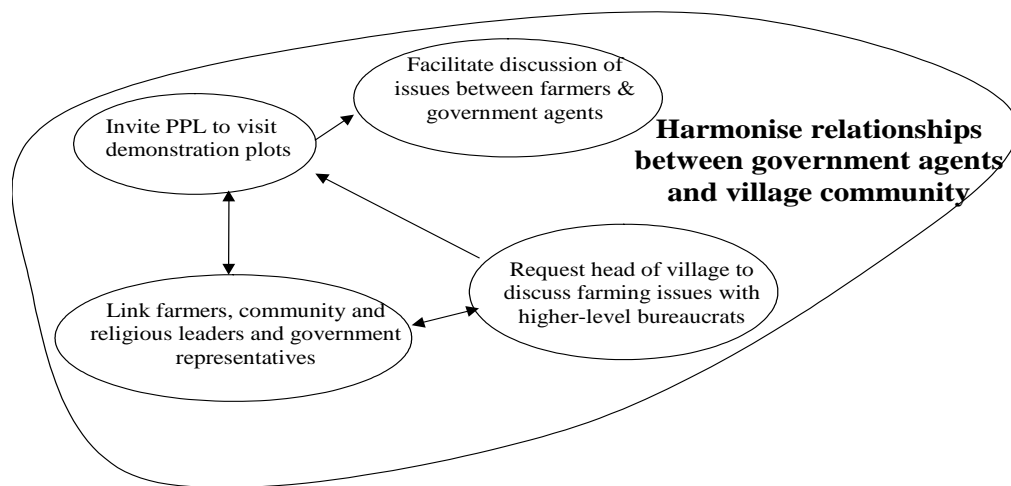 Facilitate discussion of
issues between farmers &
government agents
Invite PPL to visit
demonstration plots
Harmonise relationships
between government agents
and village community
Request head of village to
discuss farming issues with
higher-level bureaucrats
Link farmers, community and
religious leaders and government
representatives